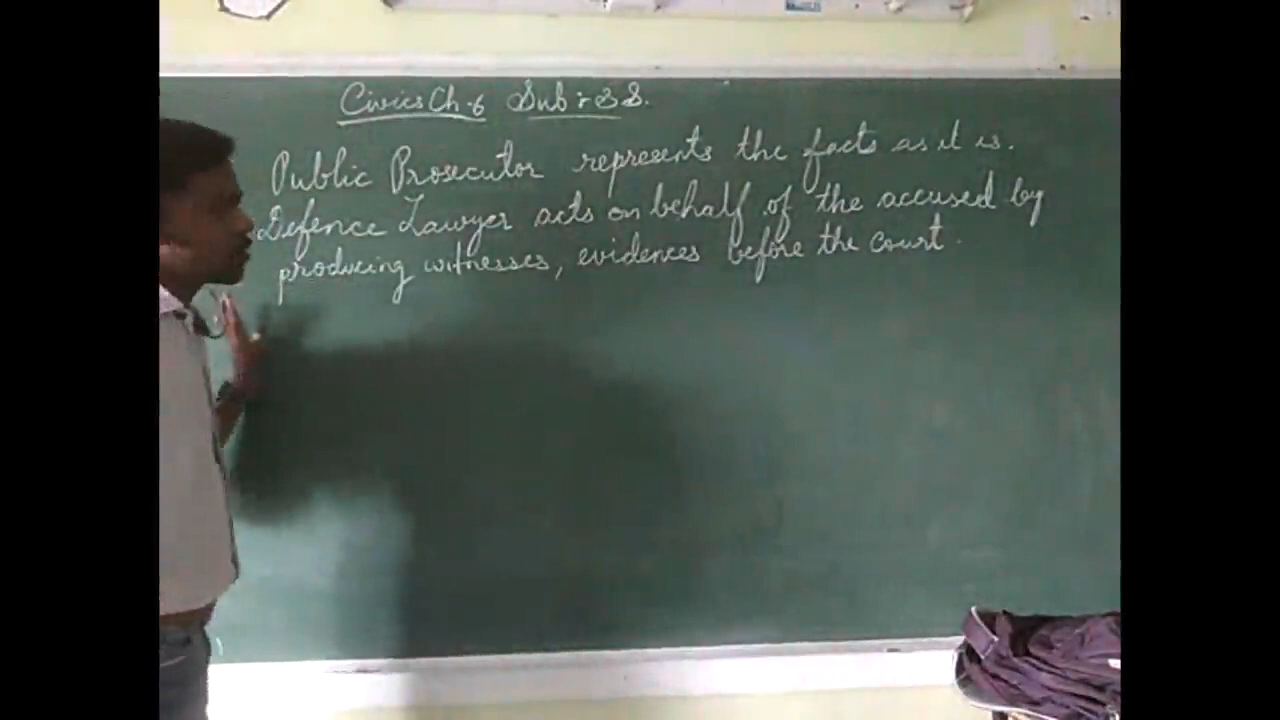 Civics Ch-6 Sub:- S S.
Public Prosecutor represents the facts as it is.
Defence Lawyer acts on behalf of the accused by
producing witnesses, evidences before the court.